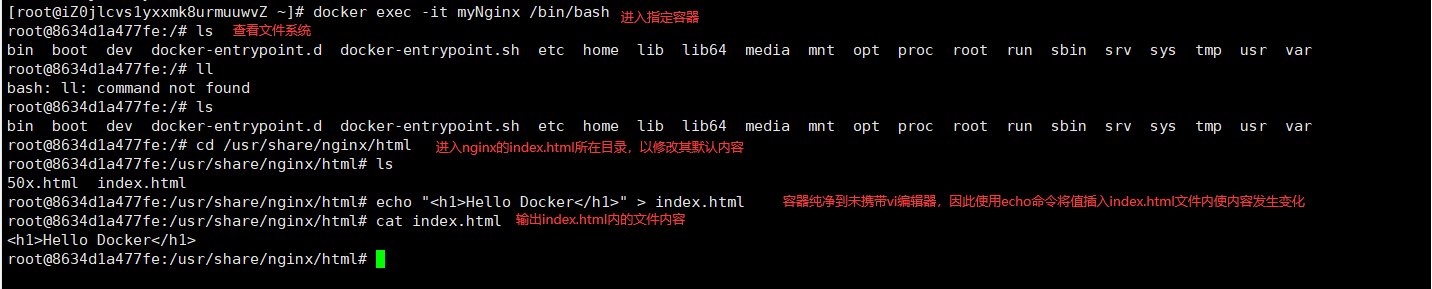 [root@iZ0jlcvs1yxxmk8urmuuwvZ ~]# docker exec -it myNginx /bin/bash 进入指定容器
root@8634d1a477fe:/# ls 查看文件系统
bin boot dev docker-entrypoint.d docker-entrypoint.sh etc home lib lib64 media mnt opt proc root run sbin srv sys tmp usr var
root@8634d1a477fe:/# ll
bash: ll: command not found
root@8634d1a477fe:/# ls
bin boot dev docker-entrypoint.d docker-entrypoint.sh etc home lib lib64 media mnt opt proc root run sbin srv sys tmp usr var
root@8634d1a477fe:/# cd /usr/share/nginx/html 进入nginx的index.html所在目录，以修改其默认内容
root@8634d1a477fe:/usr/share/nginx/html# ls
50x.html index.html
root@8634d1a477fe:/usr/share/nginx/html# echo "<h1>Hello Docker</h1>" > index.html 容器纯净到未携带vi编辑器，因此使用echo命令将值插入index.html文件内使内容发生变化
root@8634d1a477fe:/usr/share/nginx/html# cat index.html 输出index.html内的文件内容
<h1>Hello Docker</h1>
root@8634d1a477fe:/usr/share/nginx/html#